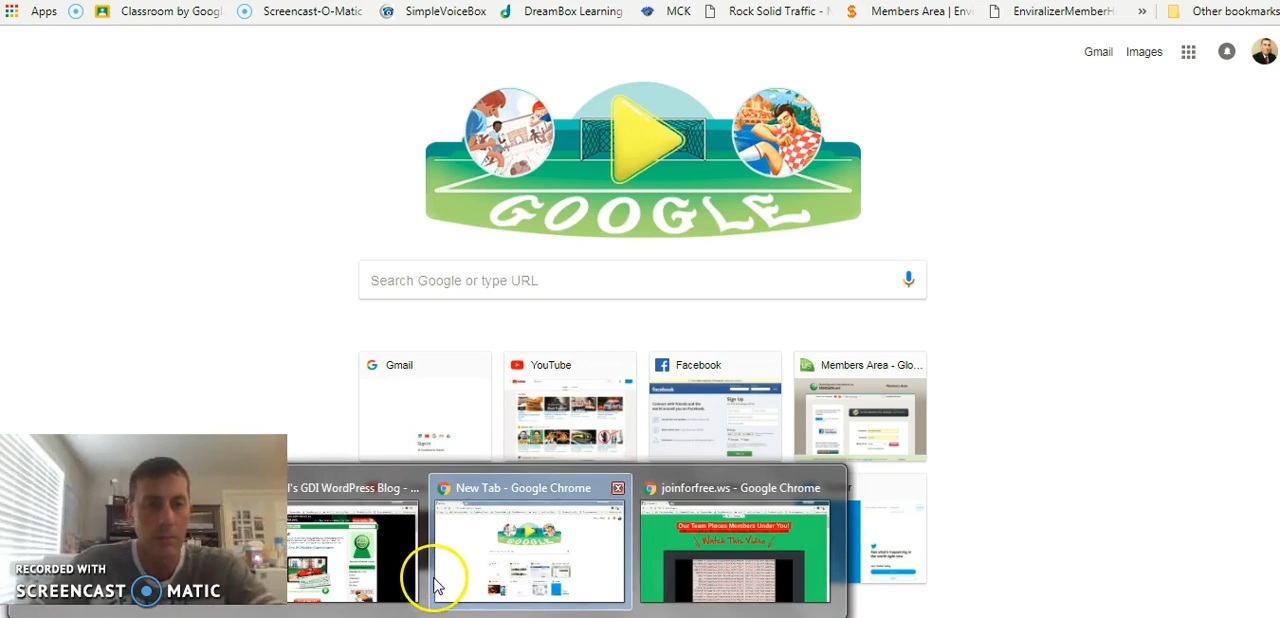 Apps Classroom by Googl Screencast-O-Matic SimpleVoiceBox DreamBox Learning MCK Rock Solid Traffic - Members Area | Envi EnviralizerMemberH » Other bookmarks
Gmail Images
GOOGLE
Search Google or type URL
Gmail YouTube Facebook Members Area - Glo...
l's GDI WordPress Blog - ... New Tab - Google Chrome joinforfree.ws - Google Chrome
Our Team Places Members Under You!
Watch This Video
RECORDED WITH
SCREENCAST MATIC